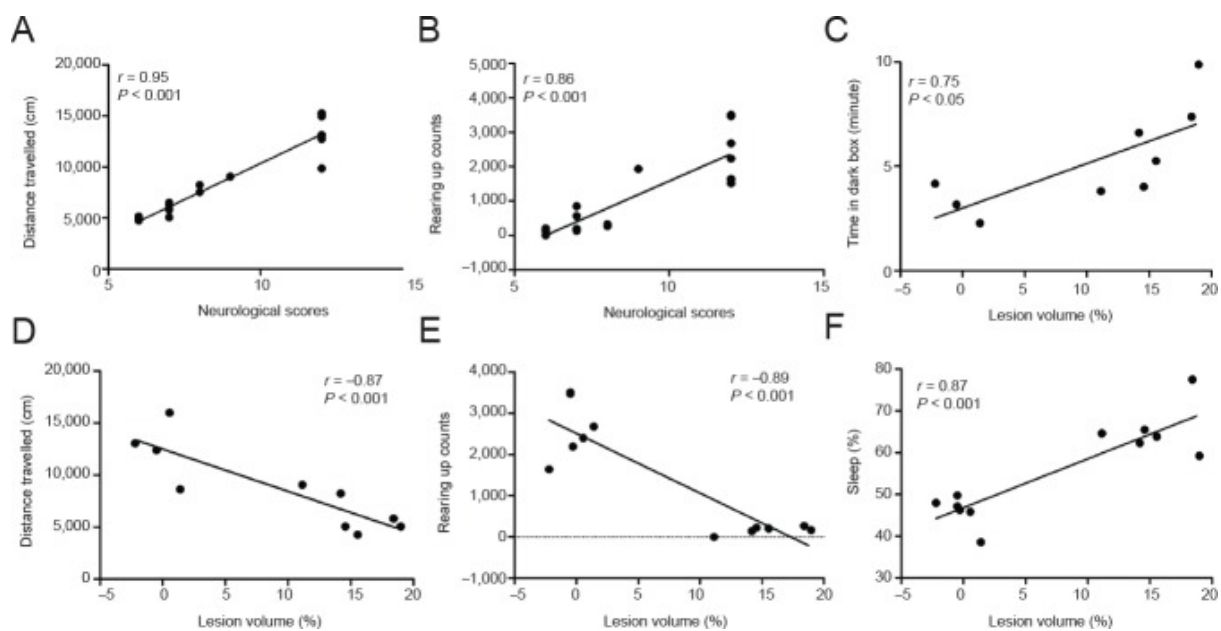 A
20,000
15,000
10,000
5,000
0
Distance travelled (cm)
r = 0.95
P < 0.001
5
10
15
Neurological scores
B
5,000
4,000
3,000
2,000
1,000
0
–1,000
Rearing up counts
r = 0.86
P < 0.001
5
10
15
Neurological scores
C
10
5
0
Time in dark box (minute)
r = 0.75
P < 0.05
–5
0
5
10
15
20
Lesion volume (%)
D
20,000
15,000
10,000
5,000
0
Distance travelled (cm)
r = –0.87
P < 0.001
–5
0
5
10
15
20
Lesion volume (%)
E
4,000
3,000
2,000
1,000
0
–1,000
Rearing up counts
r = –0.89
P < 0.001
–5
0
5
10
15
20
Lesion volume (%)
F
80
70
60
50
40
30
Sleep (%)
r = 0.87
P < 0.001
–5
0
5
10
15
20
Lesion volume (%)